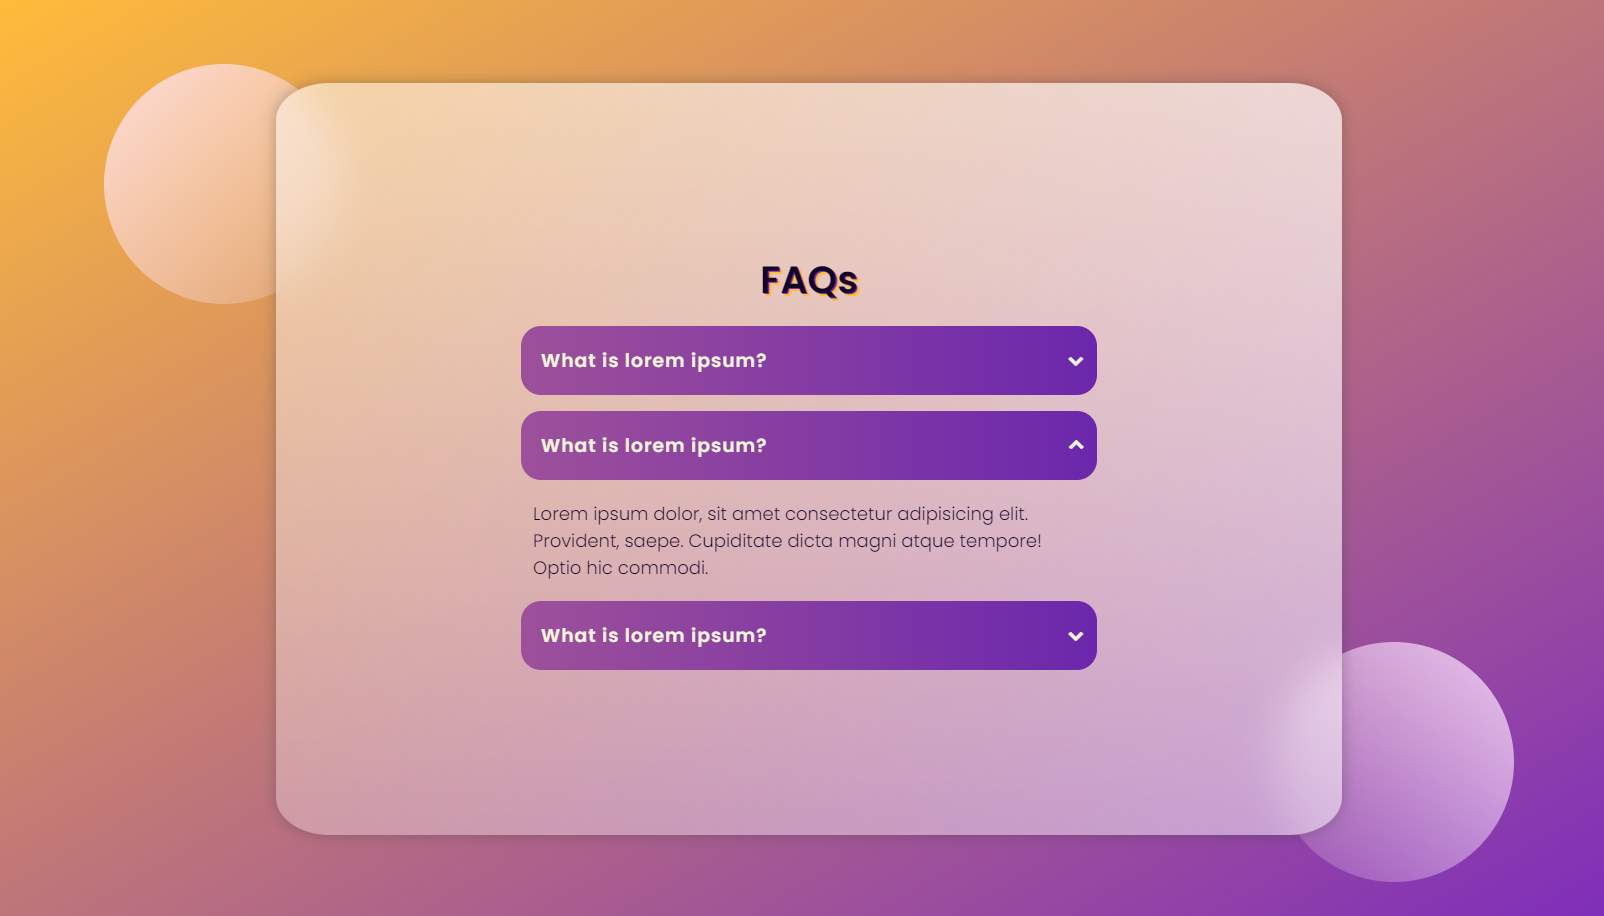 FAQs
What is lorem ipsum?
What is lorem ipsum?
Lorem ipsum dolor, sit amet consectetur adipisicing elit.
Provident, saepe. Cupiditate dicta magni atque tempore!
Optio hic commodi.
What is lorem ipsum?